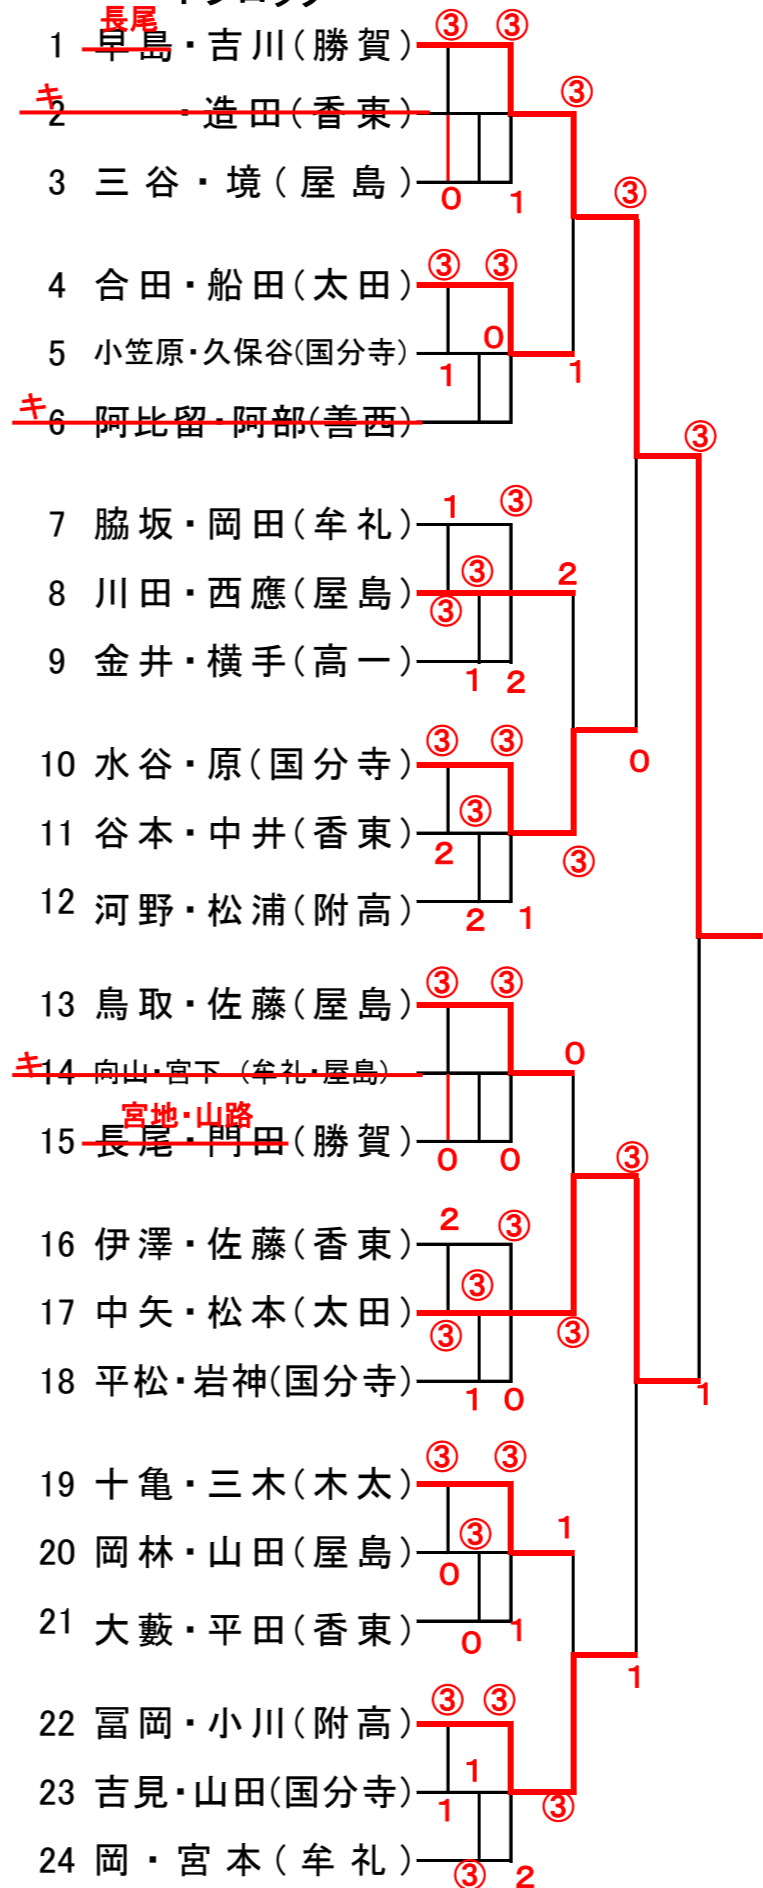 長尾
③ ③
1 早島・吉川(勝賀)
③
キ
2 ・造田(香東)
3 三谷・境(屋島)
0 1
③
③ ③
4 合田・船田(太田)
0
5 小笠原・久保谷(国分寺)
1 1
キ
6 阿比留・阿部(善西)
③
1 ③
7 脇坂・岡田(牟礼)
③ 2
8 川田・西應(屋島)
③
9 金井・横手(高一)
1 2
③ ③
10 水谷・原(国分寺)
0
③
11 谷本・中井(香東)
2 ③
12 河野・松浦(附高)
2 1
③ ③
13 鳥取・佐藤(屋島)
0
キ
14 向山・宮下(牟礼・屋島)
宮地・山路
15 長尾・門田(勝賀)
0 0
③
2 ③
16 伊澤・佐藤(香東)
③
17 中矢・松本(太田)
③ ③
18 平松・岩神(国分寺)
1 0
1
③ ③
19 十亀・三木(木太)
③ 1
20 岡林・山田(屋島)
0
21 大藪・平田(香東)
0 1
1
③ ③
22 冨岡・小川(附高)
1
23 吉見・山田(国分寺)
1 ③
24 岡・宮本(牟礼)
③ 2